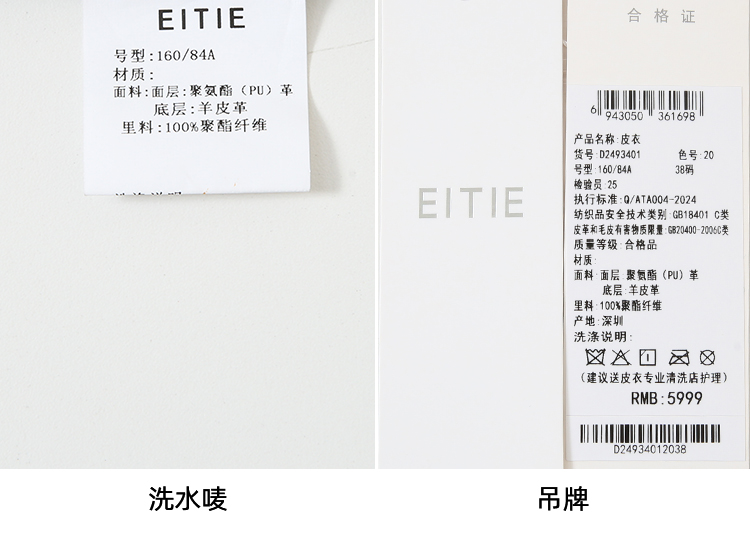 EITIE
号型:160/84A
材质:
面料:面层:聚氨酯（PU）革
底层:羊皮革
里料:100%聚酯纤维
洗水唛
EITIE
合格证
6 943050 361698
产品名称:皮衣
货号:D2493401 色号:20
号型:160/84A 38码
检验员:25
执行标准:Q/ATA004-2024
纺织品安全技术类别:GB18401 C类
皮革和毛皮有害物质限量:GB20400-2006C类
质量等级:合格品
材质:
面料:面层:聚氨酯（PU）革
底层:羊皮革
里料:100%聚酯纤维
产地:深圳
洗涤说明:
（建议送皮衣专业清洗店护理）
RMB:5999
D24934012038
吊牌